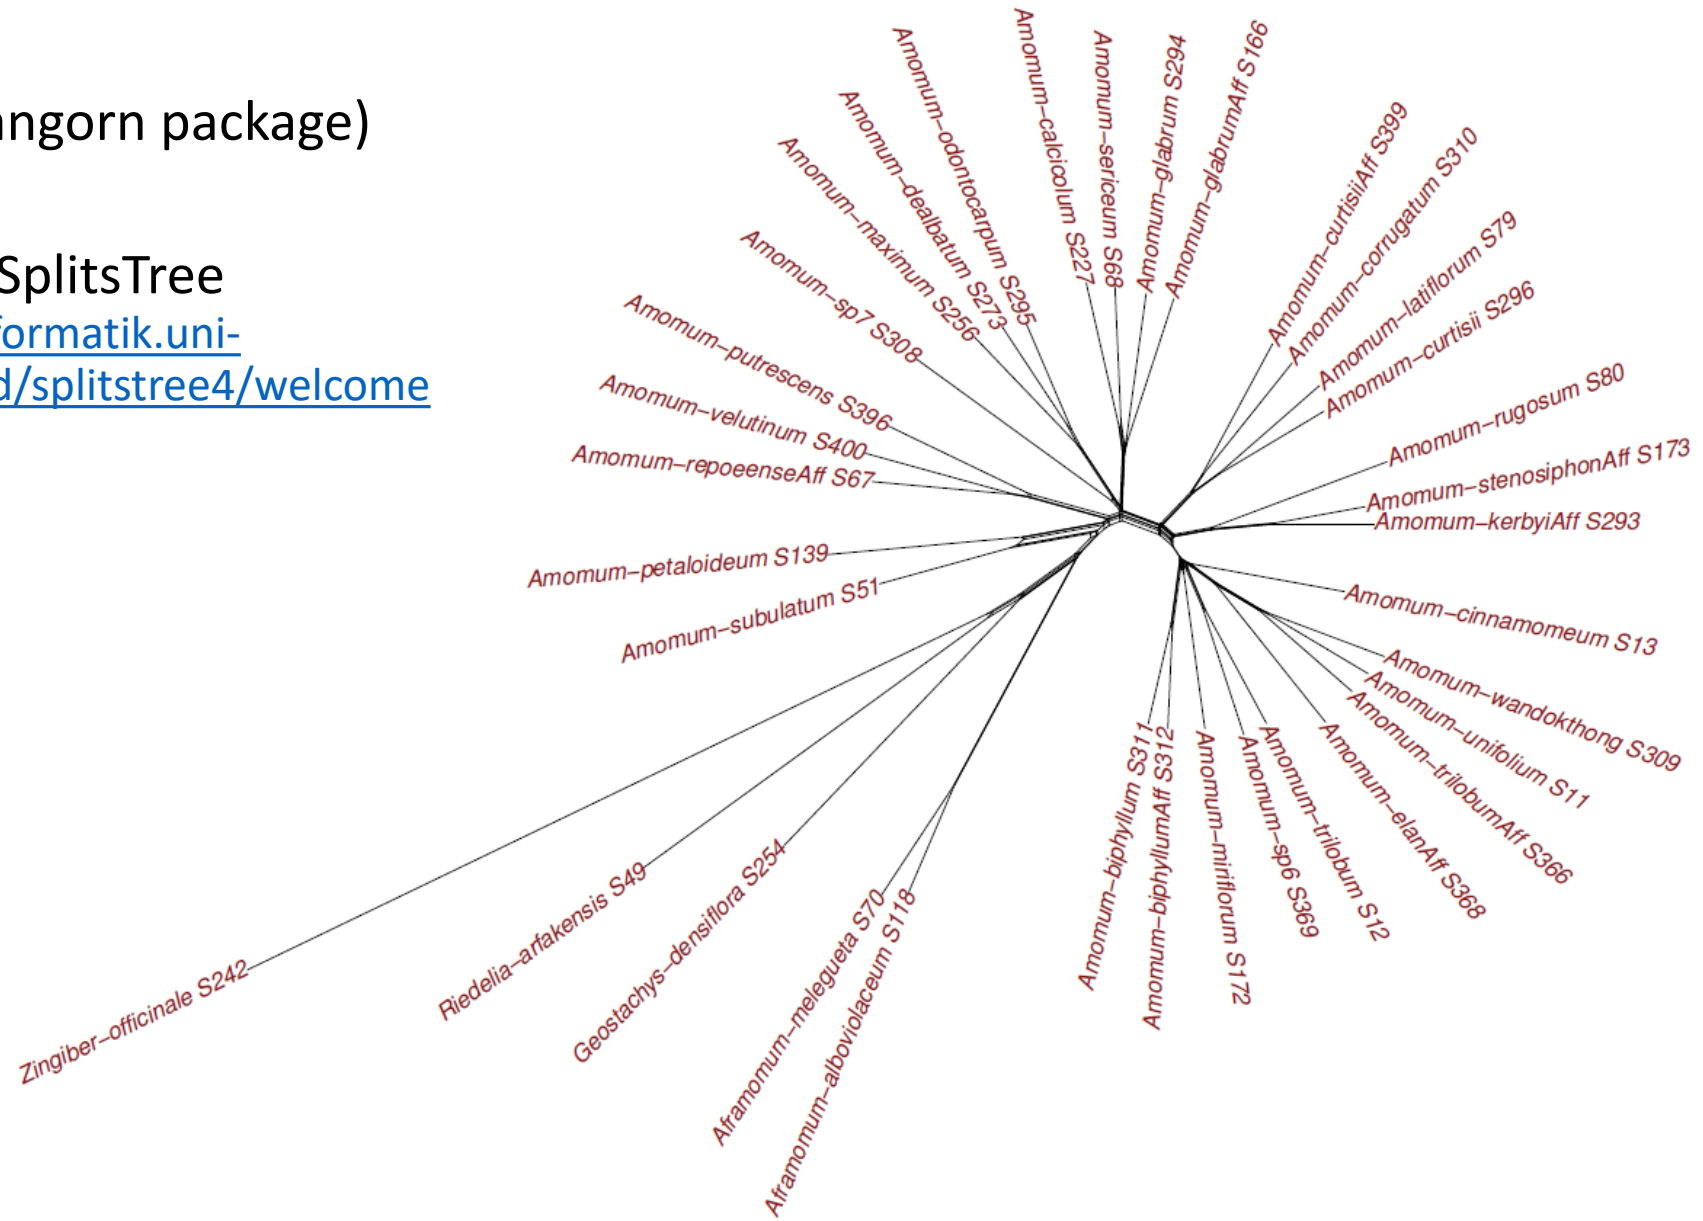 angorn package)
SplitsTree
formatik.uni-
d/splitstree4/welcome
Amomum–calcicolum S227
Amomum–sericeum S68
Amomum–glabrum S294
Amomum–glabrumAff S166
Amomum–curtisiiAff S399
Amomum–corrugatum S310
Amomum–latiflorum S79
Amomum–curtisii S296
Amomum–rugosum S80
Amomum–stenosiphonAff S173
Amomum–kerbyiAff S293
Amomum–cinnamomeum S13
Amomum–wandokthong S309
Amomum–unifolium S11
Amomum–trilobumAff S366
Amomum–elanAff S368
Amomum–trilobum S12
Amomum–sp6 S369
Amomum–miriflorum S172
Amomum–biphyllumAff S312
Amomum–biphyllum S311
Aframomum–alboviolaceum S118
Aframomum–melegueta S70
Geostachys–densiflora S254
Riedelia–arfakensis S49
Zingiber–officinale S242
Amomum–subulatum S51
Amomum–petaloideum S139
Amomum–repoeenseAff S67
Amomum–velutinum S400
Amomum–putrescens S396
Amomum–sp7 S308
Amomum–maximum S256
Amomum–dealbatum S273
Amomum–odontocarpum S295